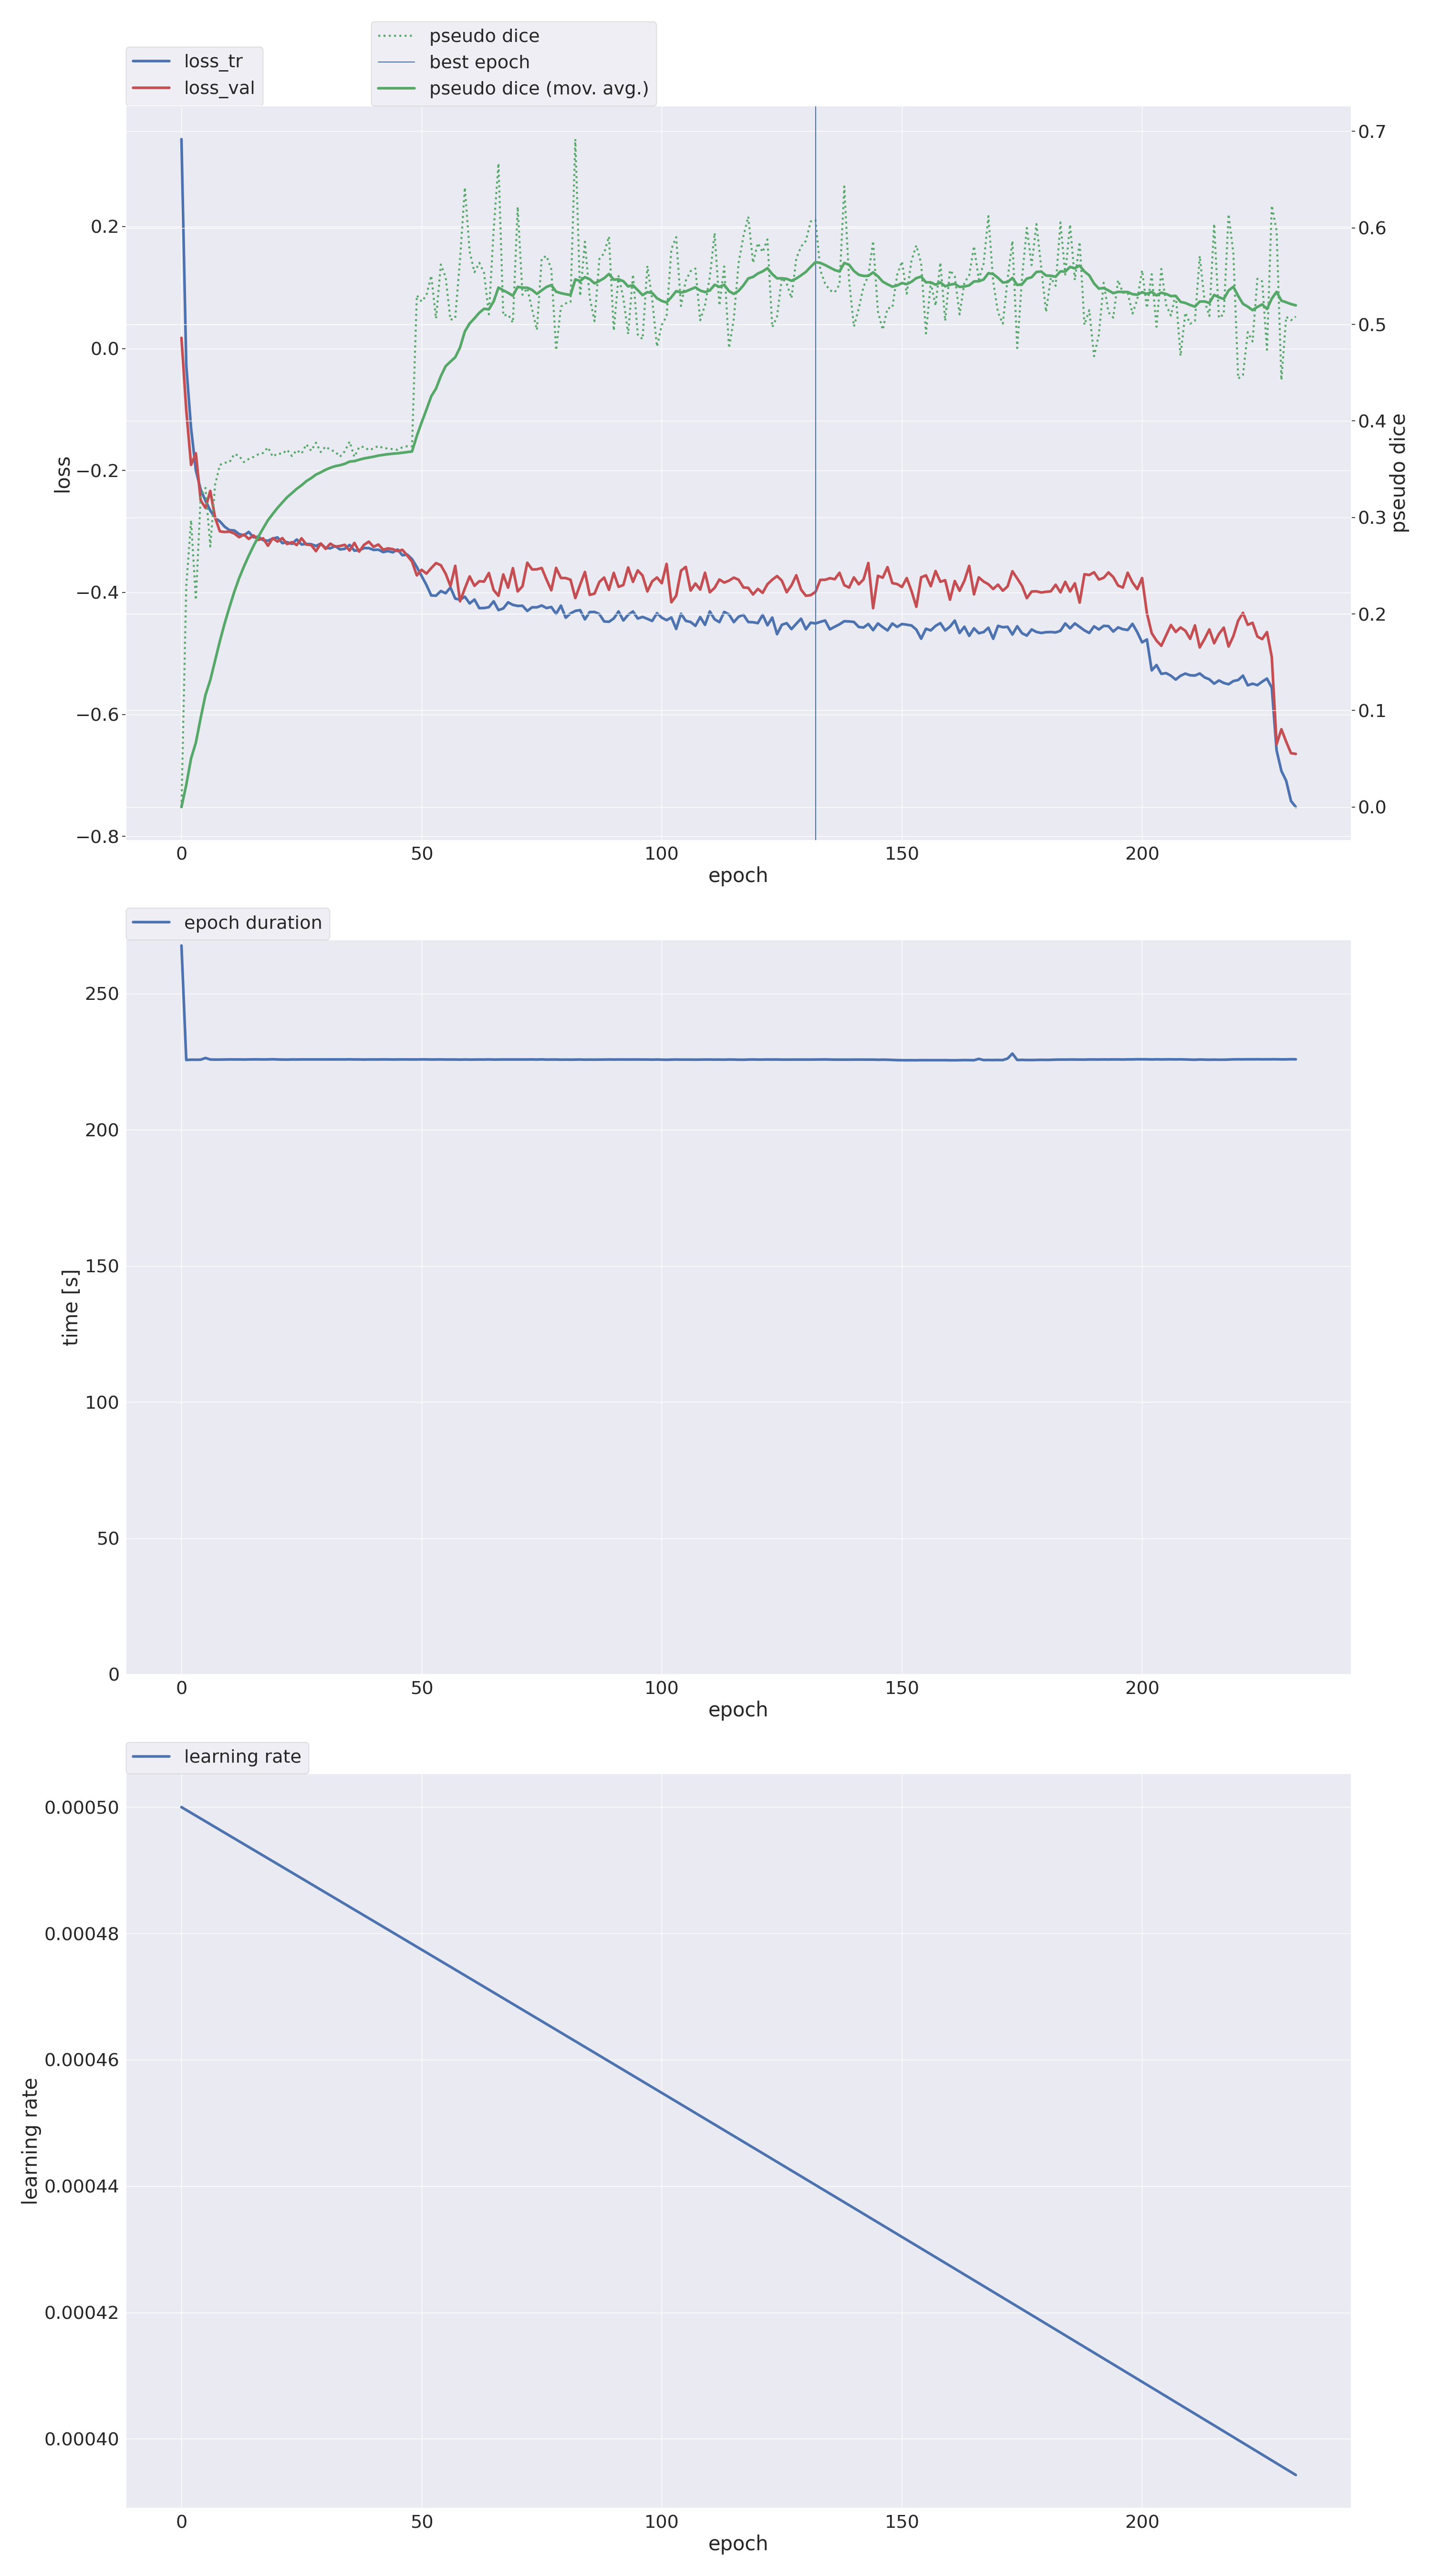 loss_tr
loss_val
pseudo dice
best epoch
pseudo dice (mov. avg.)
0.2
0.0
−0.2
−0.4
−0.6
−0.8
loss
0.7
0.6
0.5
0.4
0.3
0.2
0.1
0.0
pseudo dice
0 50 100 150 200
epoch
epoch duration
250
200
150
100
50
0
time [s]
0 50 100 150 200
epoch
learning rate
0.00050
0.00048
0.00046
0.00044
0.00042
0.00040
learning rate
0 50 100 150 200
epoch